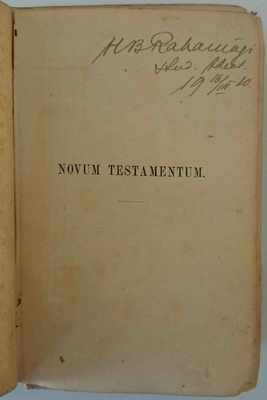 H B Rahamägi
stud. theol.
19 16/III 10.
NOVUM TESTAMENTUM.